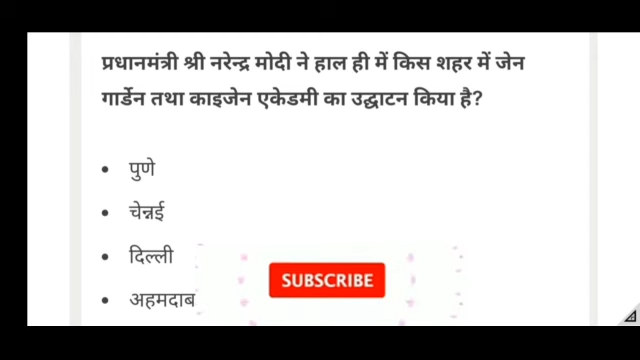 प्रधानमंत्री श्री नरेन्द्र मोदी ने हाल ही में किस शहर में जेन
गार्डेन तथा काइजेन एकेडमी का उद्घाटन किया है?
• पुणे
• चेन्नई
• दिल्ली
SUBSCRIBE
• अहमदाब